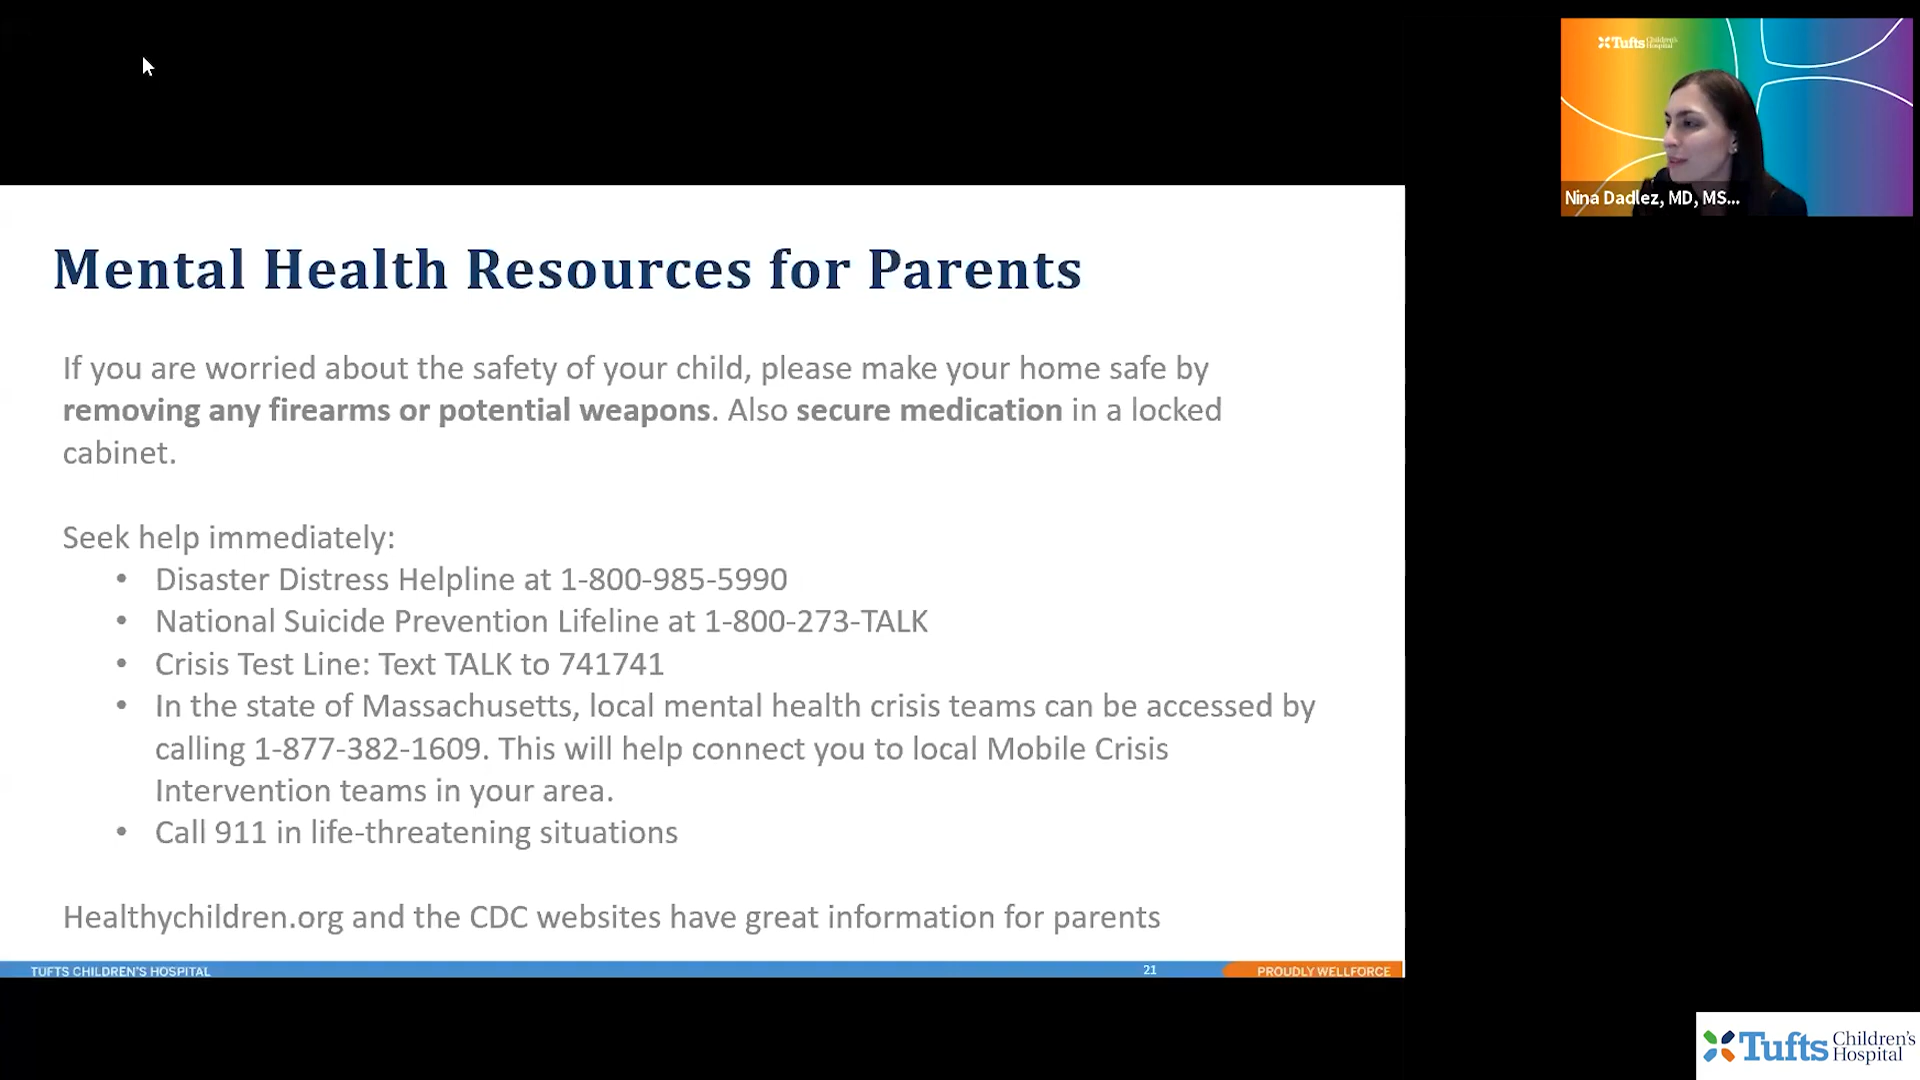 Tufts Children's
Hospital
Nina Dadlez, MD, MS...
Mental Health Resources for Parents
If you are worried about the safety of your child, please make your home safe by
removing any firearms or potential weapons. Also secure medication in a locked
cabinet.
Seek help immediately:
• Disaster Distress Helpline at 1-800-985-5990
• National Suicide Prevention Lifeline at 1-800-273-TALK
• Crisis Test Line: Text TALK to 741741
• In the state of Massachusetts, local mental health crisis teams can be accessed by
calling 1-877-382-1609. This will help connect you to local Mobile Crisis
Intervention teams in your area.
• Call 911 in life-threatening situations
Healthychildren.org and the CDC websites have great information for parents
TUFTS CHILDREN'S HOSPITAL 21 PROUDLY WELLFORCE
Tufts Children's
Hospital